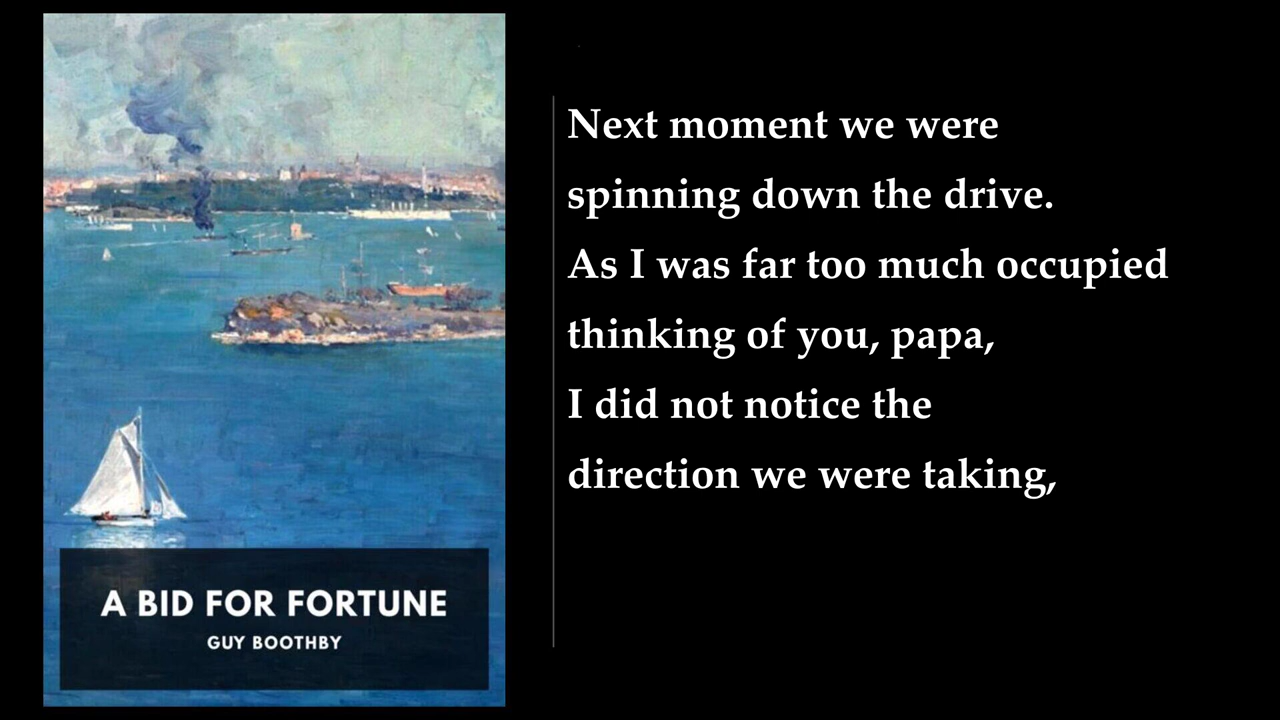 A BID FOR FORTUNE
GUY BOOTHBY
Next moment we were
spinning down the drive.
As I was far too much occupied
thinking of you, papa,
I did not notice the
direction we were taking,